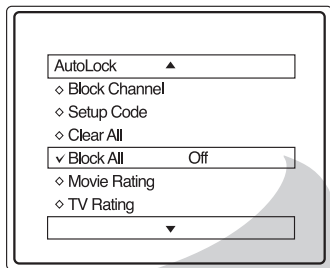 AutoLock ▲
◇ Block Channel
◇ Setup Code
◇ Clear All
✓ Block All Off
◇ Movie Rating
◇ TV Rating
▼